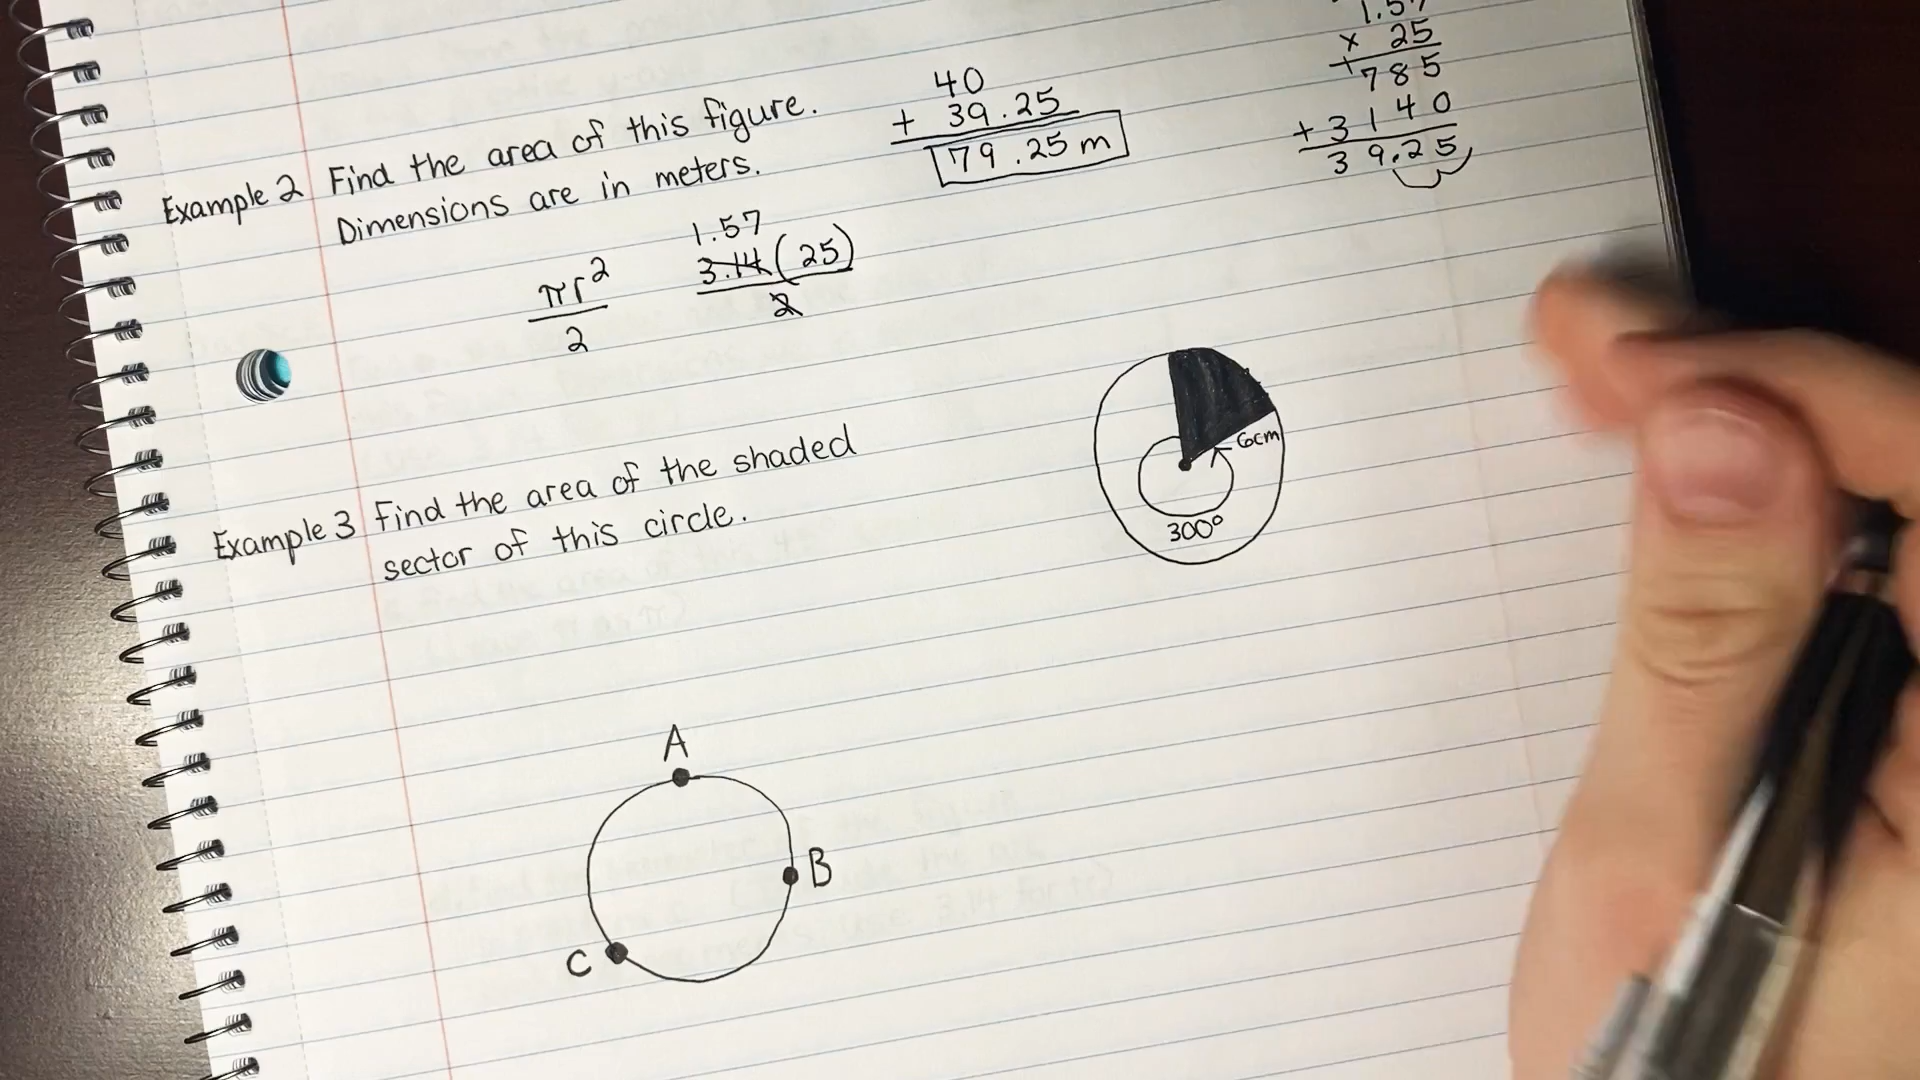 Example 2 Find the area of this figure.
Dimensions are in meters.
40
+ 39.25
79.25 m
x 25
+785
+ 3140
39.25
πr²
2
1.57
3.14(25)
2
Example 3 Find the area of the shaded
sector of this circle.
6cm
300°
A
B
C